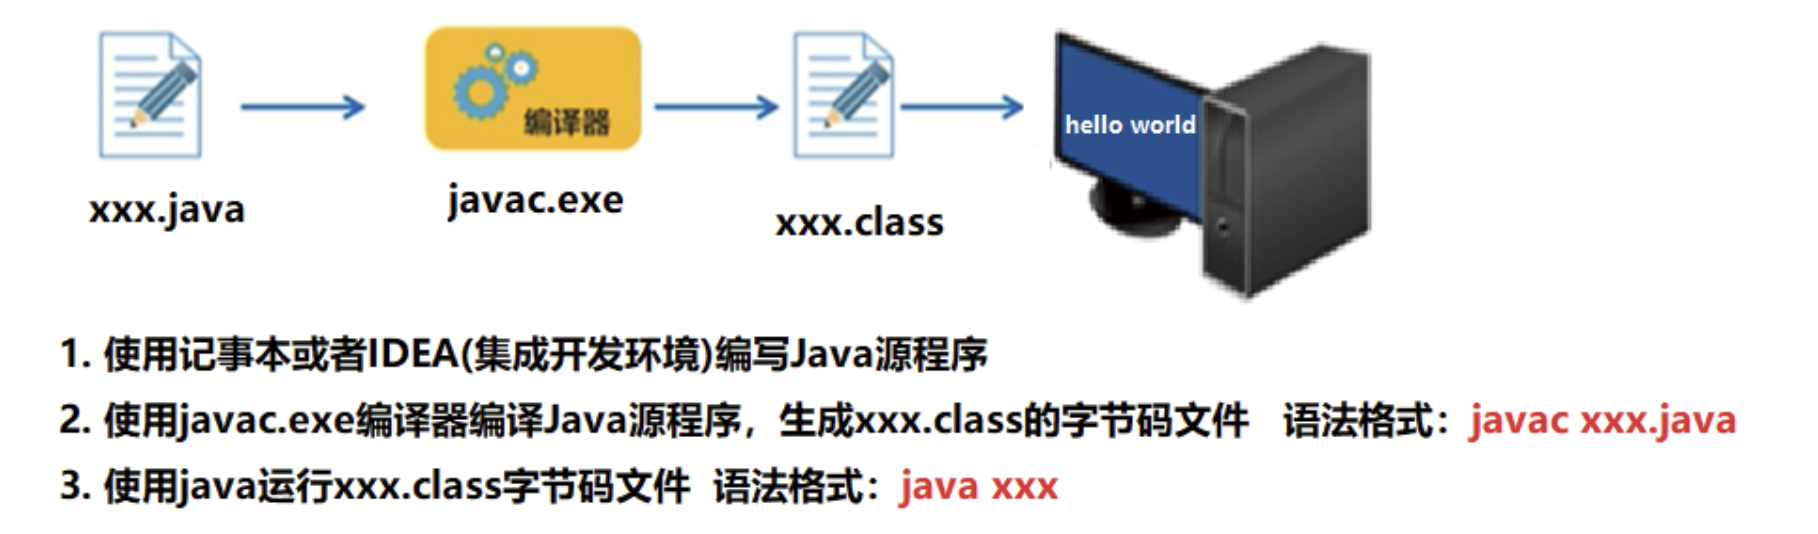 编译器
hello world
xxx.java
javac.exe
xxx.class
1. 使用记事本或者IDEA(集成开发环境)编写Java源程序
2. 使用javac.exe编译器编译Java源程序，生成xxx.class的字节码文件 语法格式：javac xxx.java
3. 使用java运行xxx.class字节码文件 语法格式：java xxx